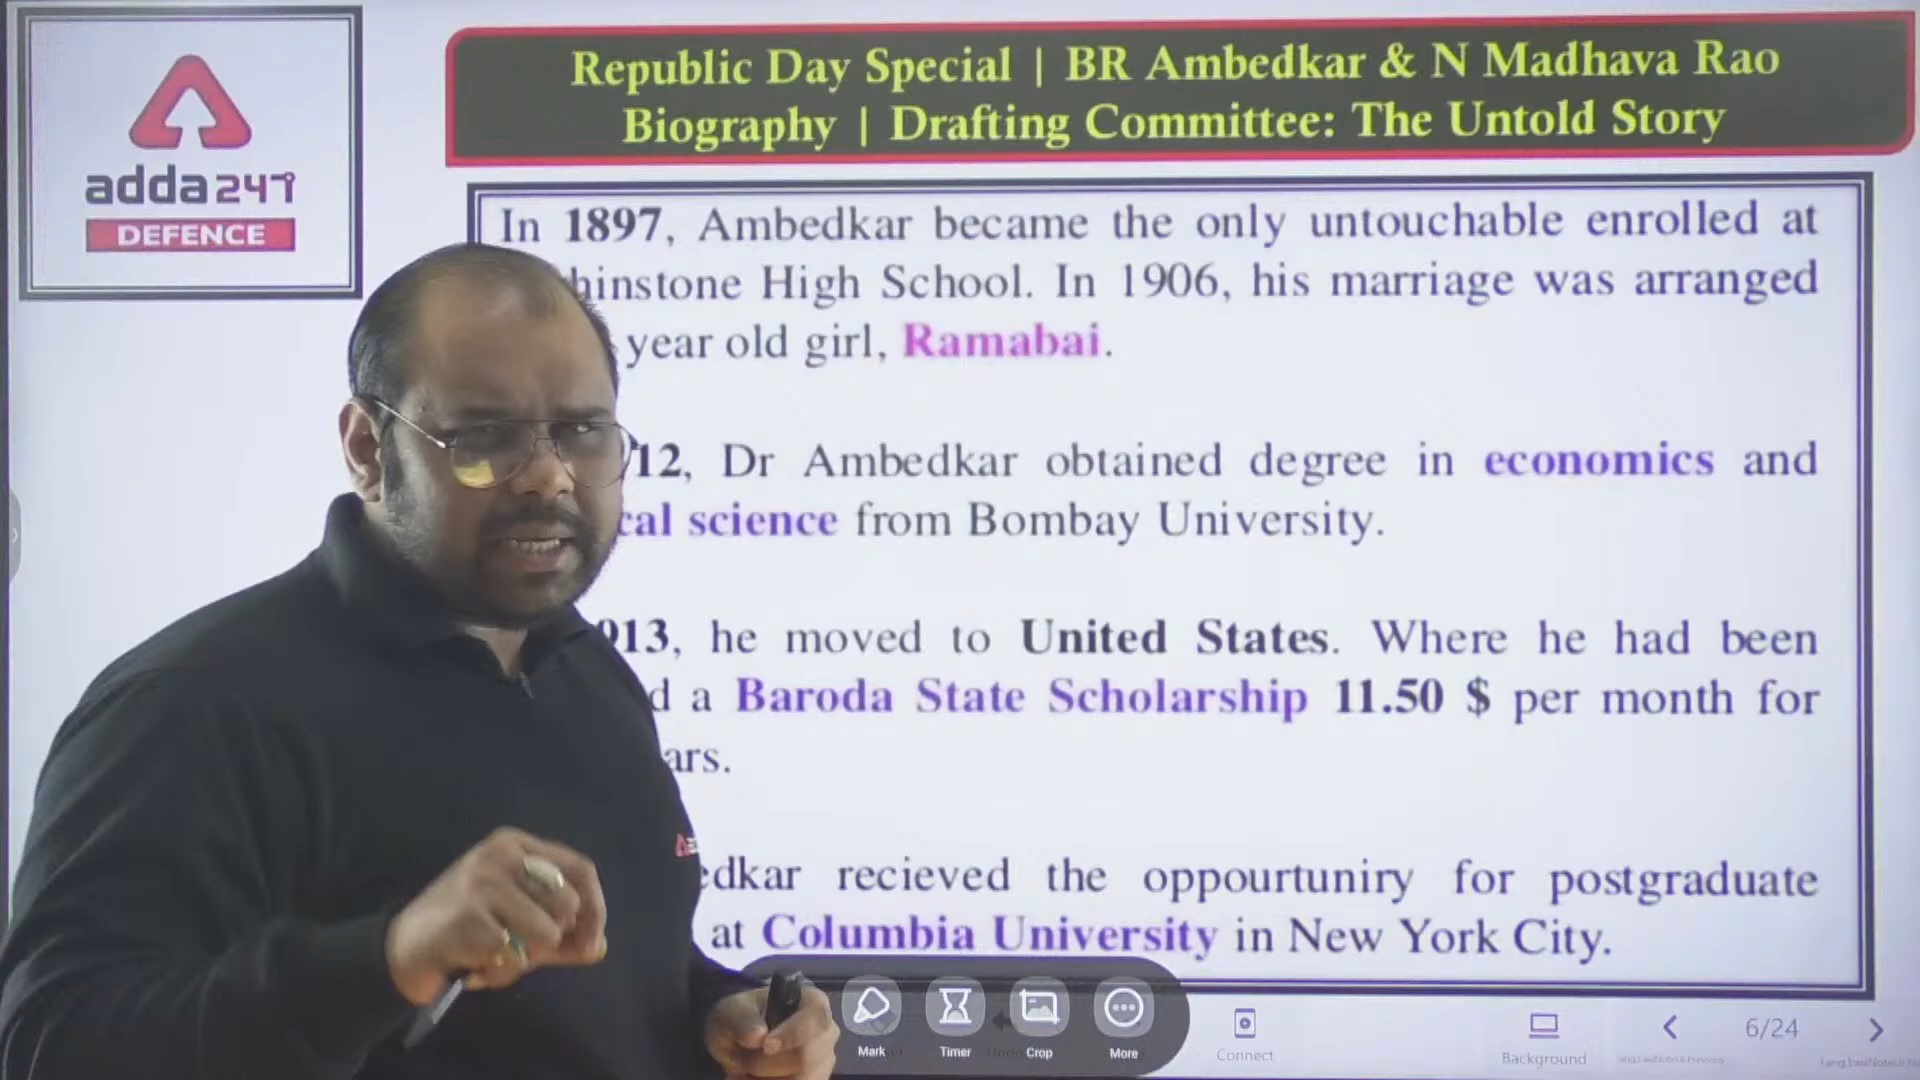 Republic Day Special | BR Ambedkar & N Madhava Rao
Biography | Drafting Committee: The Untold Story
adda247
DEFENCE
In 1897, Ambedkar became the only untouchable enrolled at
hinstone High School. In 1906, his marriage was arranged
year old girl, Ramabai.
12, Dr Ambedkar obtained degree in economics and
cal science from Bombay University.
913, he moved to United States. Where he had been
d a Baroda State Scholarship 11.50 $ per month for
ars.
edkar recieved the oppourtuniry for postgraduate
at Columbia University in New York City.
Mark
Timer
Crop
More
Connect
Background
6/24